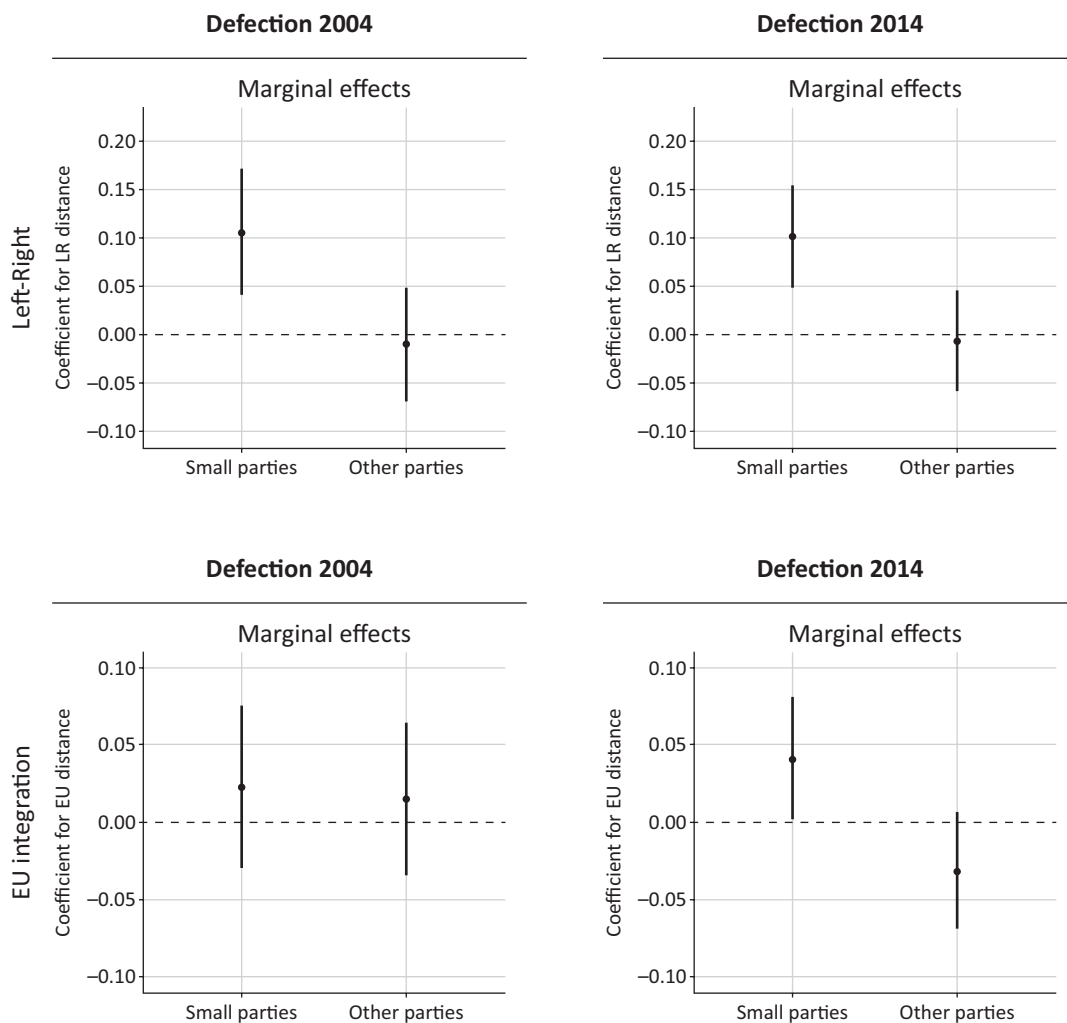 Defection 2004
Marginal effects
Left-Right
Coefficient for LR distance
0.20
0.15
0.10
0.05
0.00
–0.05
–0.10
Small parties
Other parties
Defection 2014
Marginal effects
Coefficient for LR distance
0.20
0.15
0.10
0.05
0.00
–0.05
–0.10
Small parties
Other parties
Defection 2004
Marginal effects
EU integration
Coefficient for EU distance
0.10
0.05
0.00
–0.05
–0.10
Small parties
Other parties
Defection 2014
Marginal effects
Coefficient for EU distance
0.10
0.05
0.00
–0.05
–0.10
Small parties
Other parties